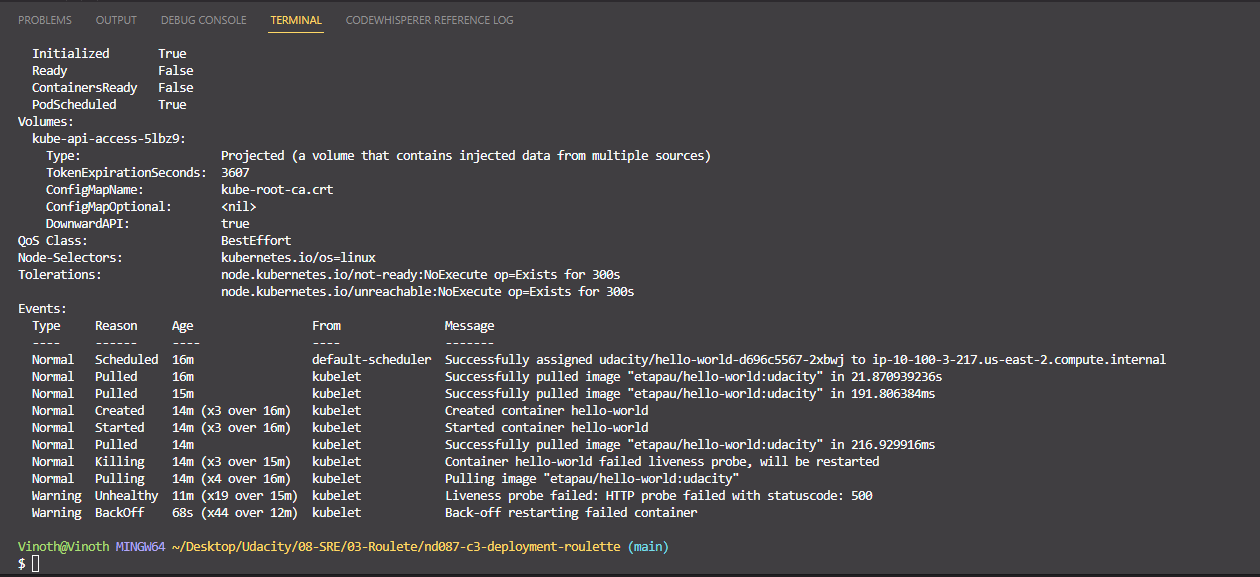 PROBLEMS OUTPUT DEBUG CONSOLE TERMINAL CODEWHISPERER REFERENCE LOG
Initialized True
Ready False
ContainersReady False
PodScheduled True
Volumes:
kube-api-access-5lbz9:
Type: Projected (a volume that contains injected data from multiple sources)
TokenExpirationSeconds: 3607
ConfigMapName: kube-root-ca.crt
ConfigMapOptional: <nil>
DownwardAPI: true
QoS Class: BestEffort
Node-Selectors: kubernetes.io/os=linux
Tolerations: node.kubernetes.io/not-ready:NoExecute op=Exists for 300s
node.kubernetes.io/unreachable:NoExecute op=Exists for 300s
Events:
Type Reason Age From Message
---- ------ ---- ---- -------
Normal Scheduled 16m default-scheduler Successfully assigned udacity/hello-world-d696c5567-2xbwj to ip-10-100-3-217.us-east-2.compute.internal
Normal Pulled 16m kubelet Successfully pulled image "etapau/hello-world:udacity" in 21.870939236s
Normal Pulled 15m kubelet Successfully pulled image "etapau/hello-world:udacity" in 191.806384ms
Normal Created 14m (x3 over 16m) kubelet Created container hello-world
Normal Started 14m (x3 over 16m) kubelet Started container hello-world
Normal Pulled 14m kubelet Successfully pulled image "etapau/hello-world:udacity" in 216.929916ms
Normal Killing 14m (x3 over 15m) kubelet Container hello-world failed liveness probe, will be restarted
Normal Pulling 14m (x4 over 16m) kubelet Pulling image "etapau/hello-world:udacity"
Warning Unhealthy 11m (x19 over 15m) kubelet Liveness probe failed: HTTP probe failed with statuscode: 500
Warning BackOff 68s (x44 over 12m) kubelet Back-off restarting failed container
Vinoth@Vinoth MINGW64 ~/Desktop/Udacity/08-SRE/03-Roulete/nd087-c3-deployment-roulette (main)
$